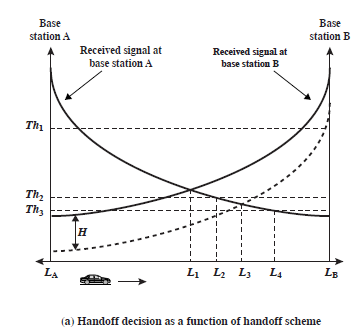 Base
station A
Base
station B
Received signal at
base station A
Received signal at
base station B
Th1
Th2
Th3
H
LA
L1
L2
L3
L4
LB
(a) Handoff decision as a function of handoff scheme